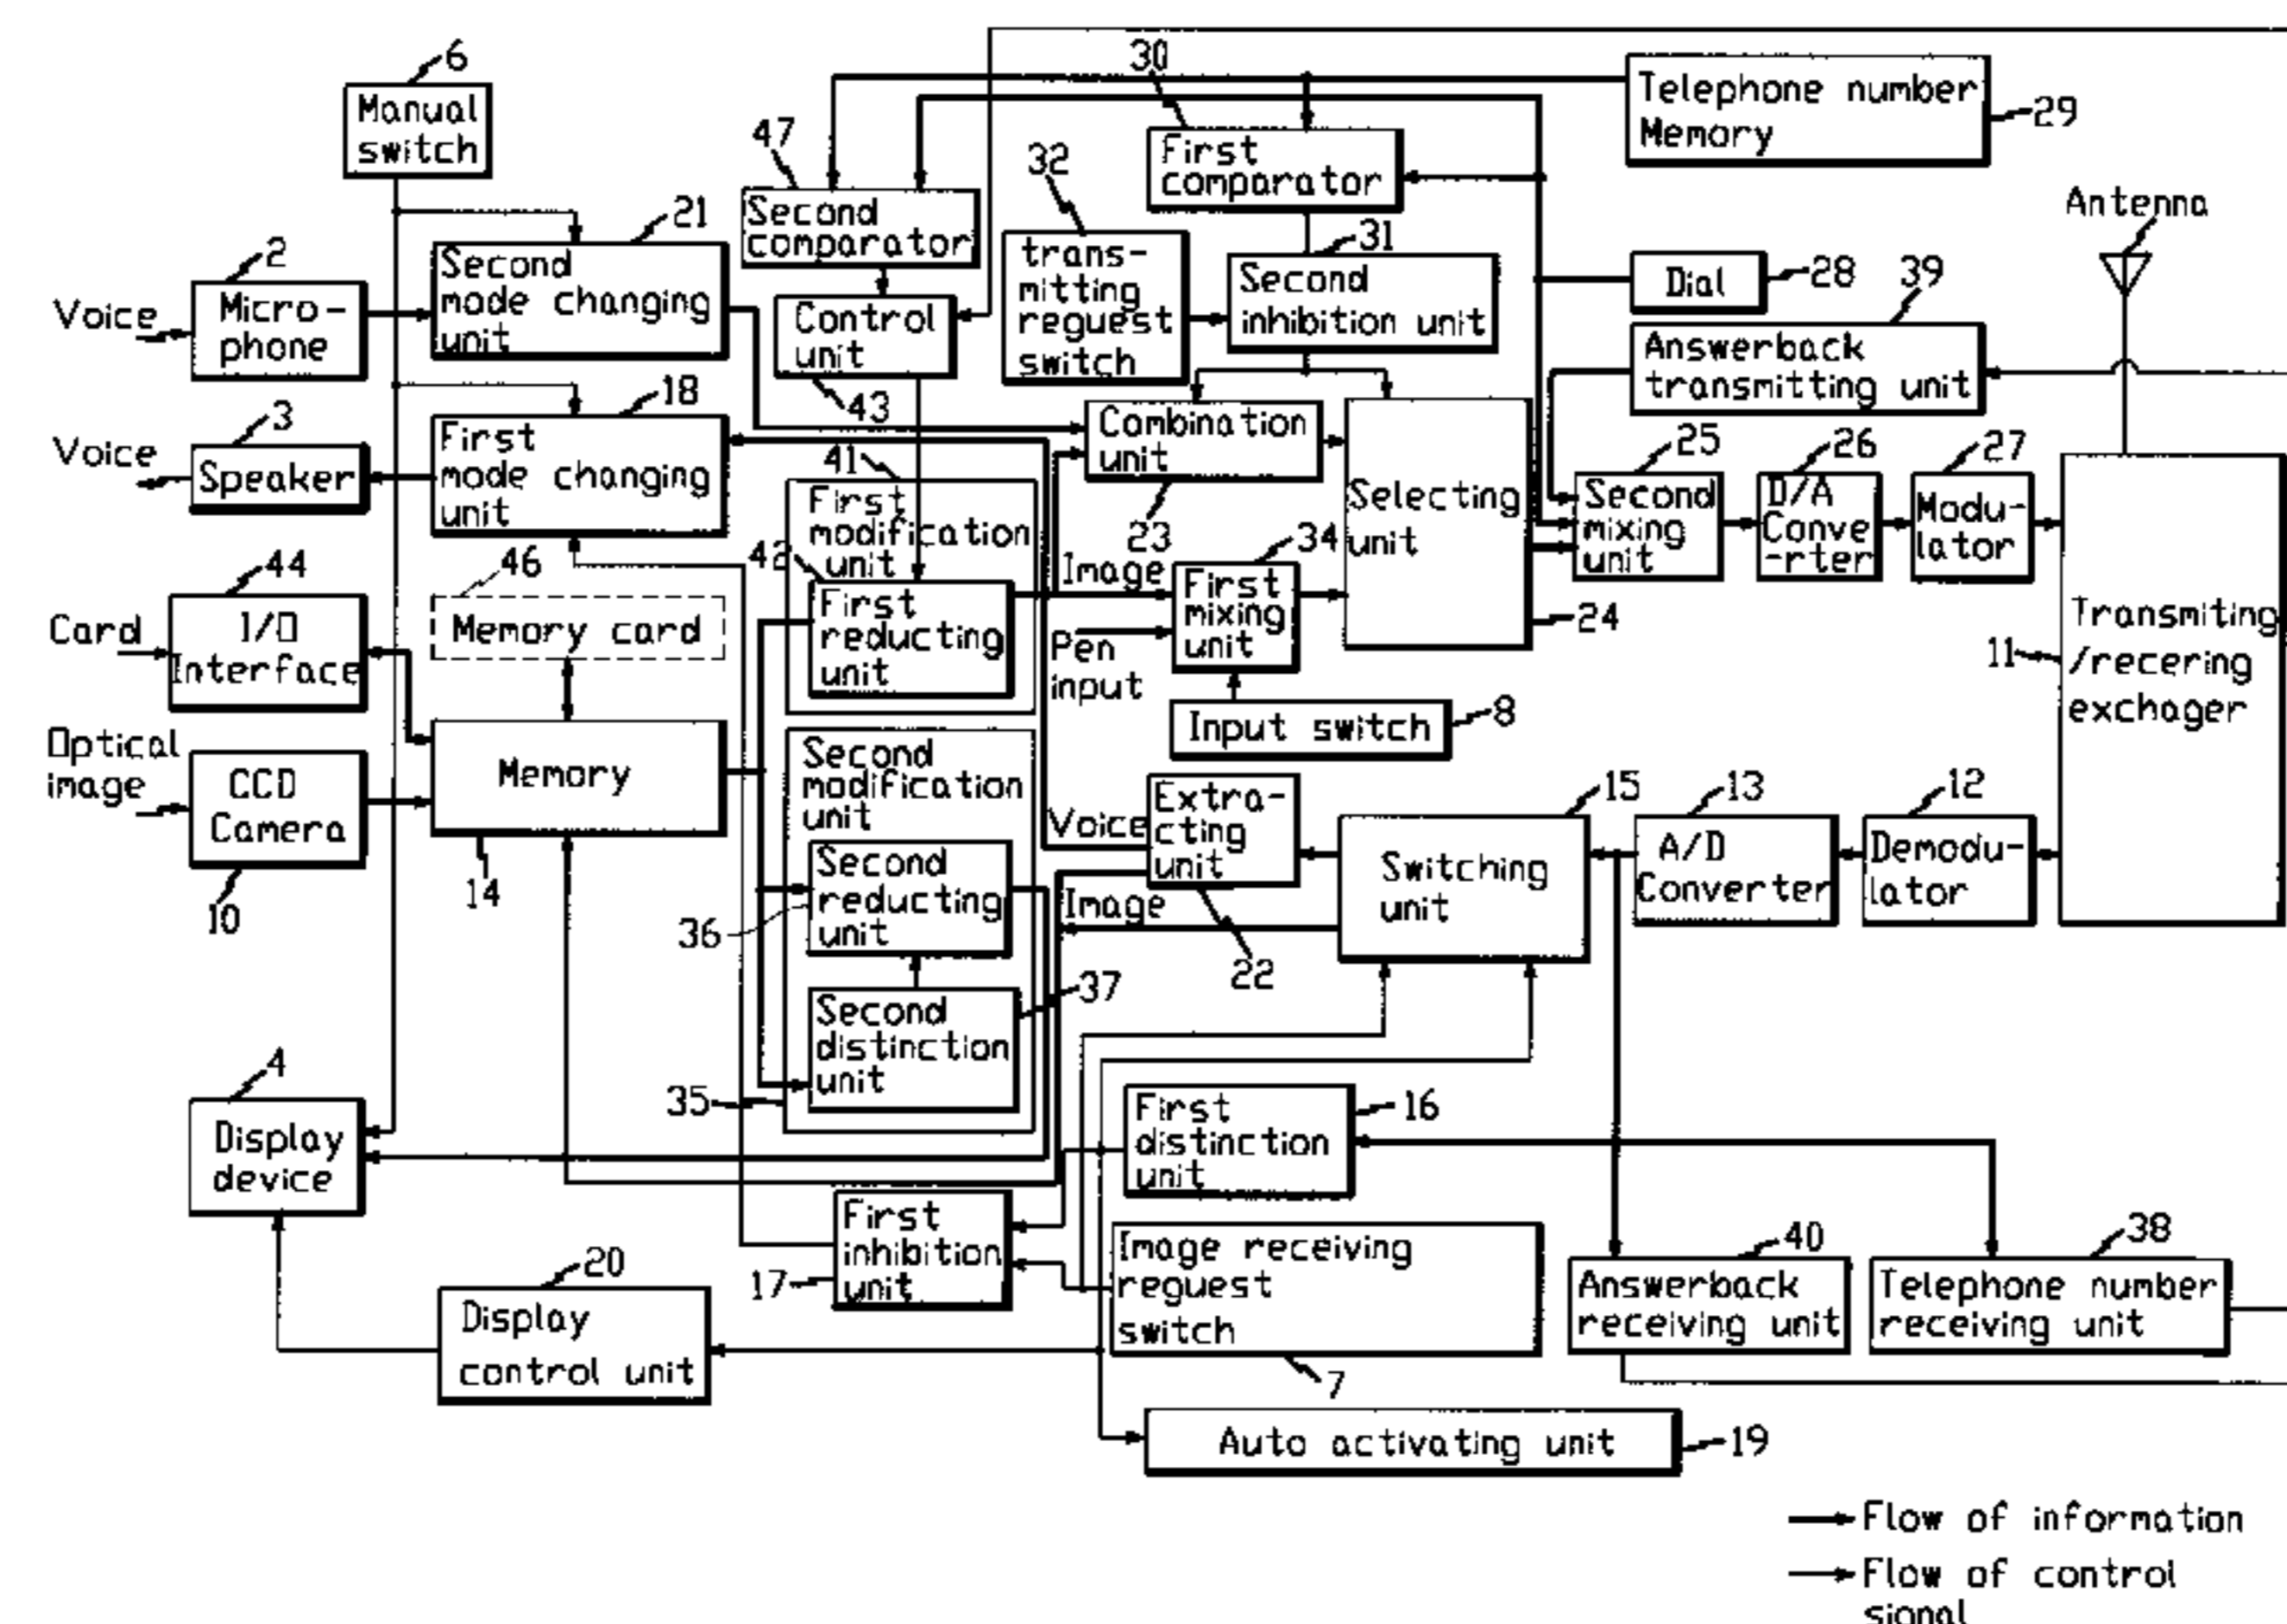 6
Manual
switch
30
Telephone number
Memory
29
47
32
First
comparator
Antenna
21
Second
comparator
2
Second
mode changing
unit
trans-
mitting
reguest
switch
31
Second
inhibition unit
Dial
28
39
Voice
Micro-
phone
Control
unit
43
Answerback
transmitting unit
3
18
Combination
unit
23
Voice
Speaker
First
mode changing
unit
41
25
26
27
First
modification
unit
Selecting
unit
24
Second
mixing
unit
D/A
Conve
-rter
Modu-
lator
44
46
42
Image
34
Card
I/O
Interface
Memory card
First
reducting
unit
Pen
input
First
mixing
unit
Transmiting
/recering
exchager
11
Input switch
8
Optical
image
CCD
Camera
10
Memory
14
Second
modification
unit
Voice
Extra-
cting
unit
22
15
13
12
Switching
unit
A/D
Converter
Demodu-
lator
Second
reducting
unit
36
Image
Second
distinction
unit
37
35
4
Display
device
First
distinction
unit
16
First
inhibition
unit
17
Image receiving
reguest
switch
7
40
38
Answerback
receiving unit
Telephone number
receiving unit
20
Display
control unit
Auto activating unit
19
Flow of information
Flow of control
signal